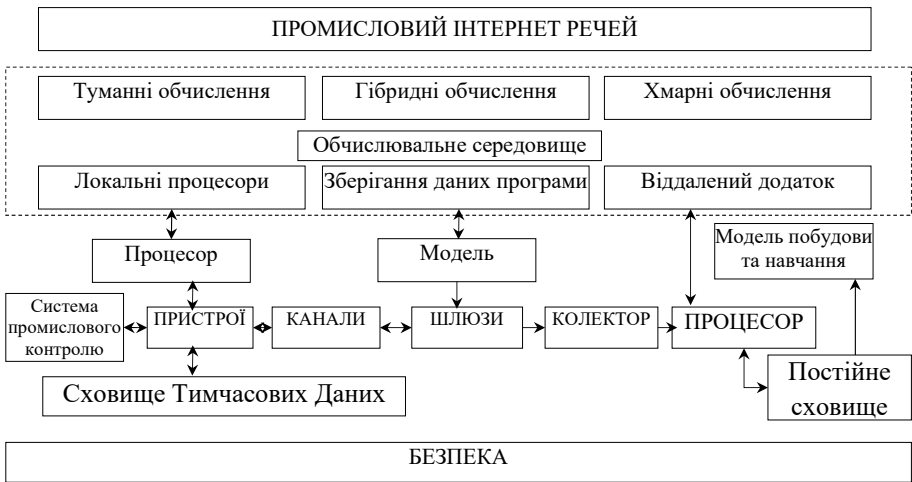 ПРОМИСЛОВИЙ ІНТЕРНЕТ РЕЧЕЙ
Туманні обчислення
Гібридні обчислення
Хмарні обчислення
Обчислювальне середовище
Локальні процесори
Зберігання даних програми
Віддалений додаток
Процесор
Модель
Модель побудови
та навчання
Система
промислового
контролю
ПРИСТРОЇ
КАНАЛИ
ШЛЮЗИ
КОЛЕКТОР
ПРОЦЕСОР
Сховище Тимчасових Даних
Постійне
сховище
БЕЗПЕКА